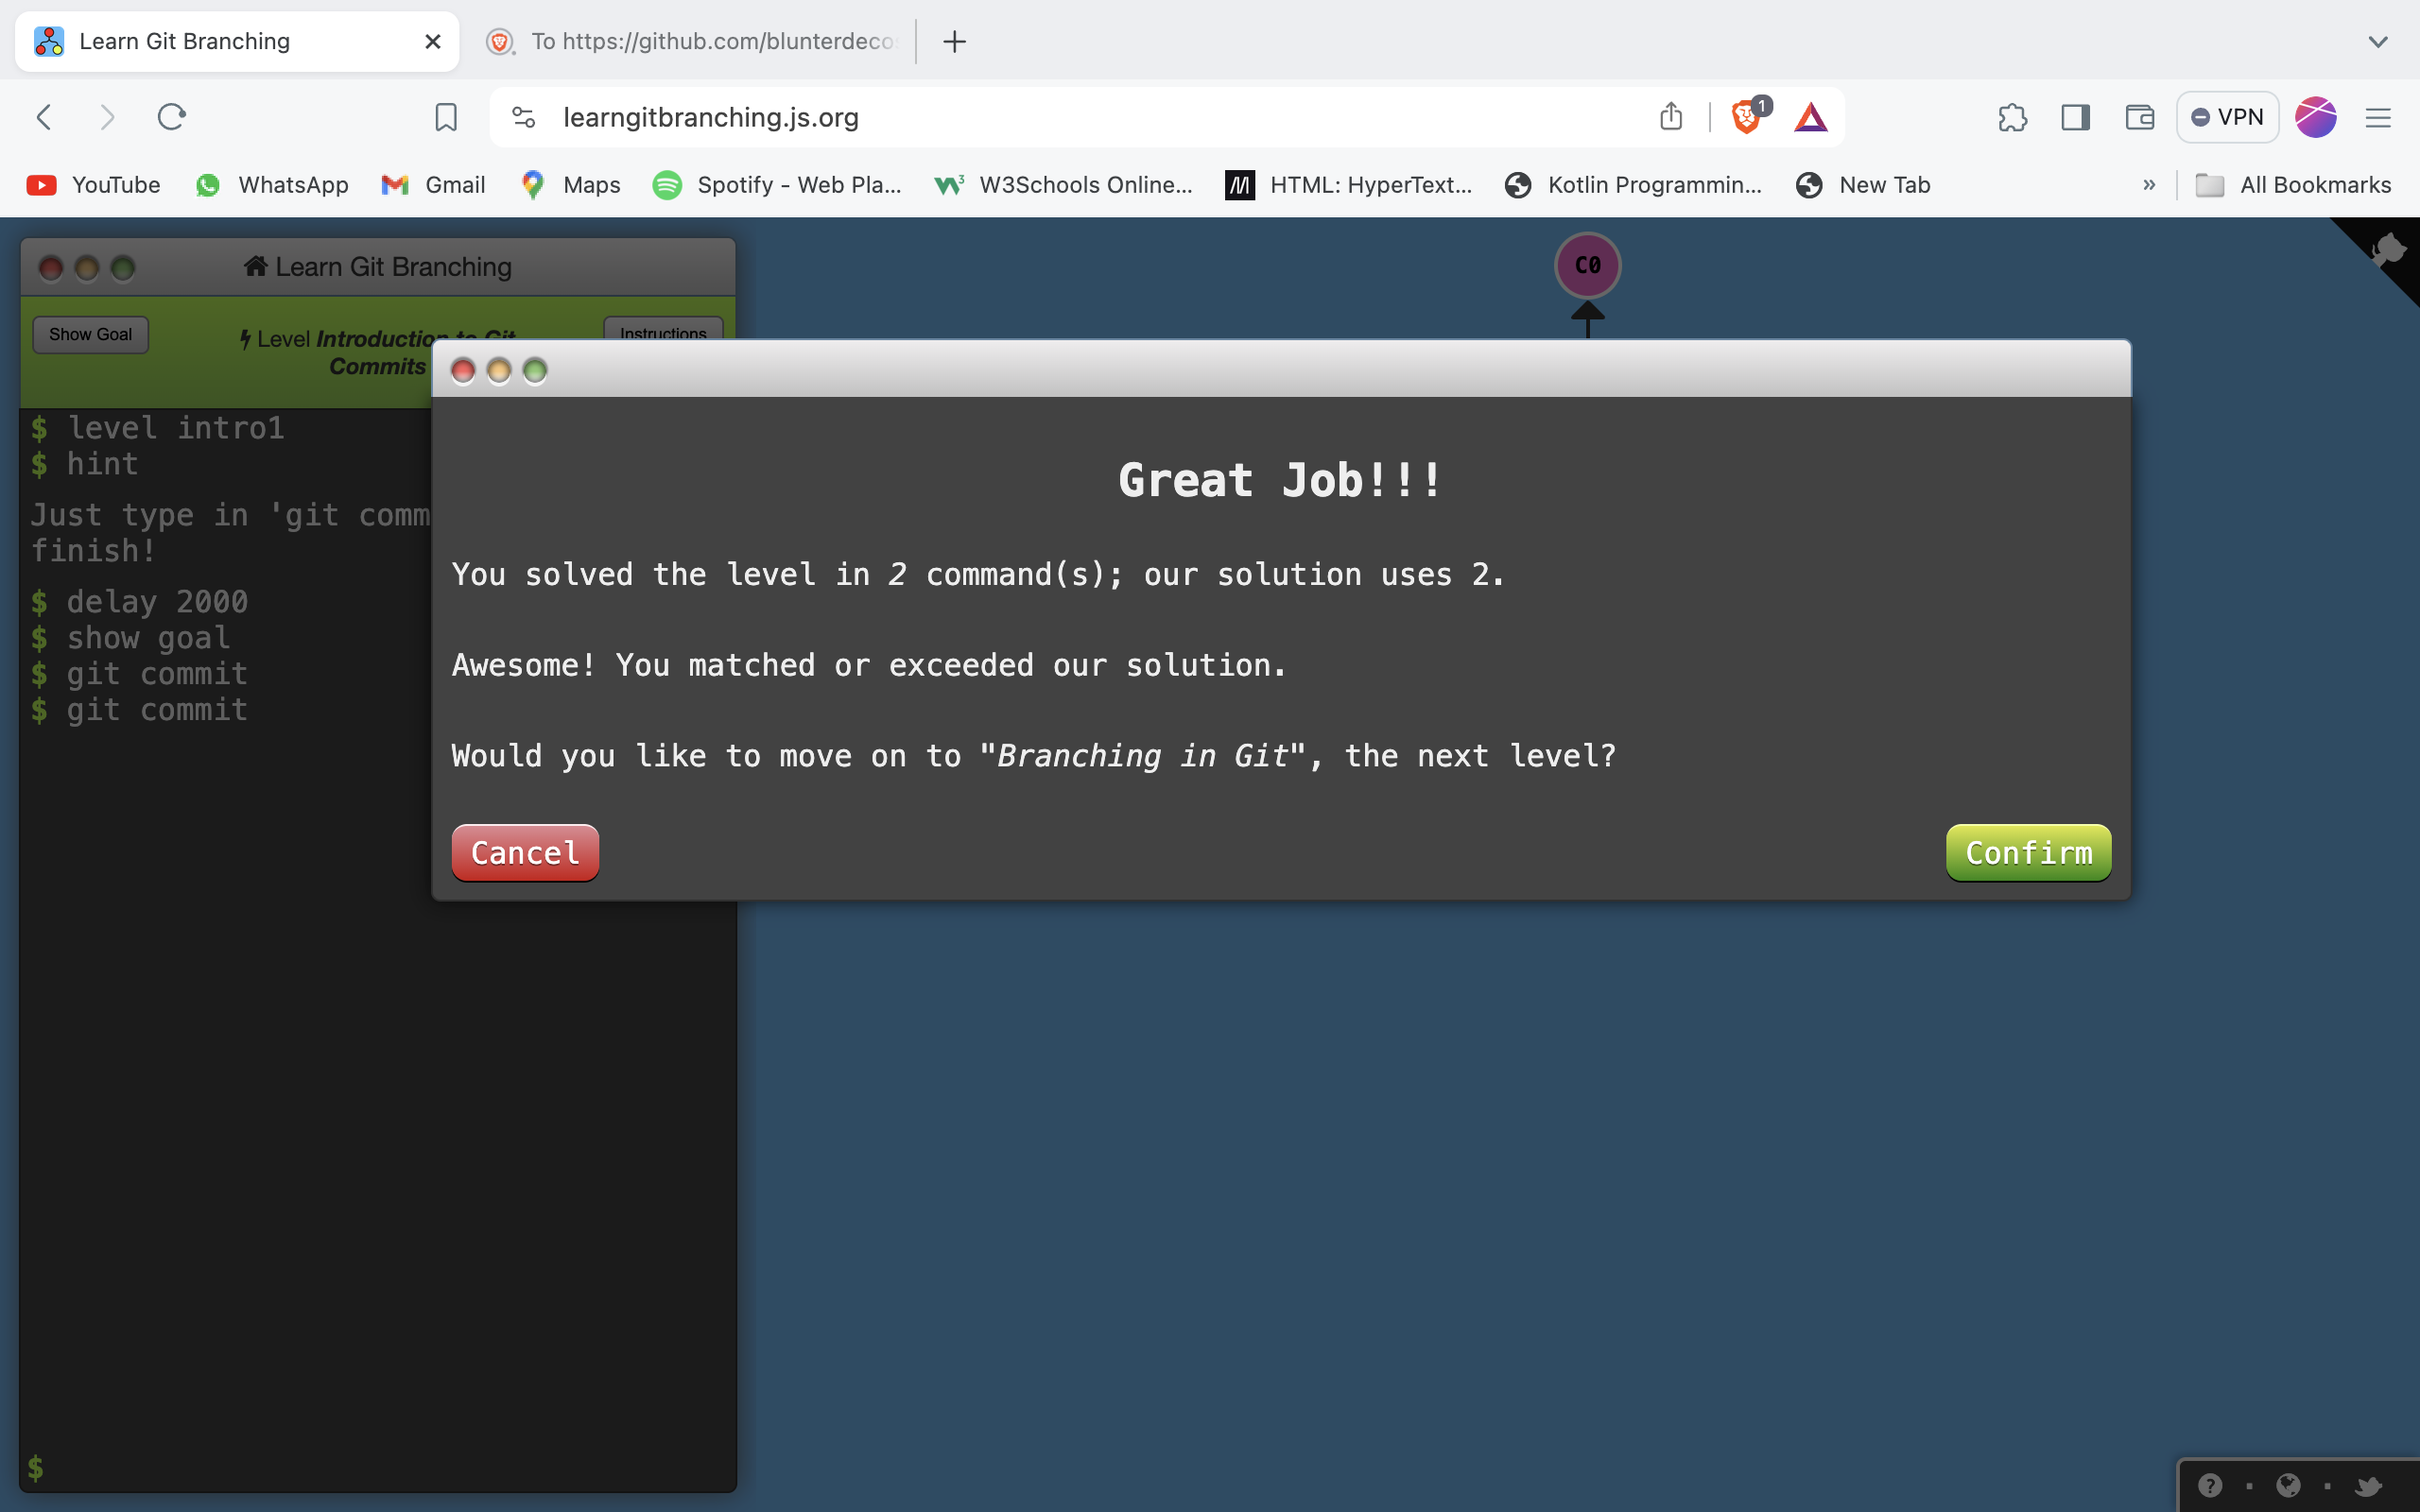 Learn Git Branching
To https://github.com/blunterdeco
learngitbranching.js.org
1
VPN
YouTube WhatsApp Gmail Maps Spotify - Web Pla... W3Schools Online... HTML: HyperText... Kotlin Programmin... New Tab » All Bookmarks
Learn Git Branching
C0
Show Goal
Level Introduction to Git
Commits
Instructions
$ level intro1
$ hint
Just type in 'git comm
finish!
$ delay 2000
$ show goal
$ git commit
$ git commit
$
Great Job!!!
You solved the level in 2 command(s); our solution uses 2.
Awesome! You matched or exceeded our solution.
Would you like to move on to "Branching in Git", the next level?
Cancel
Confirm